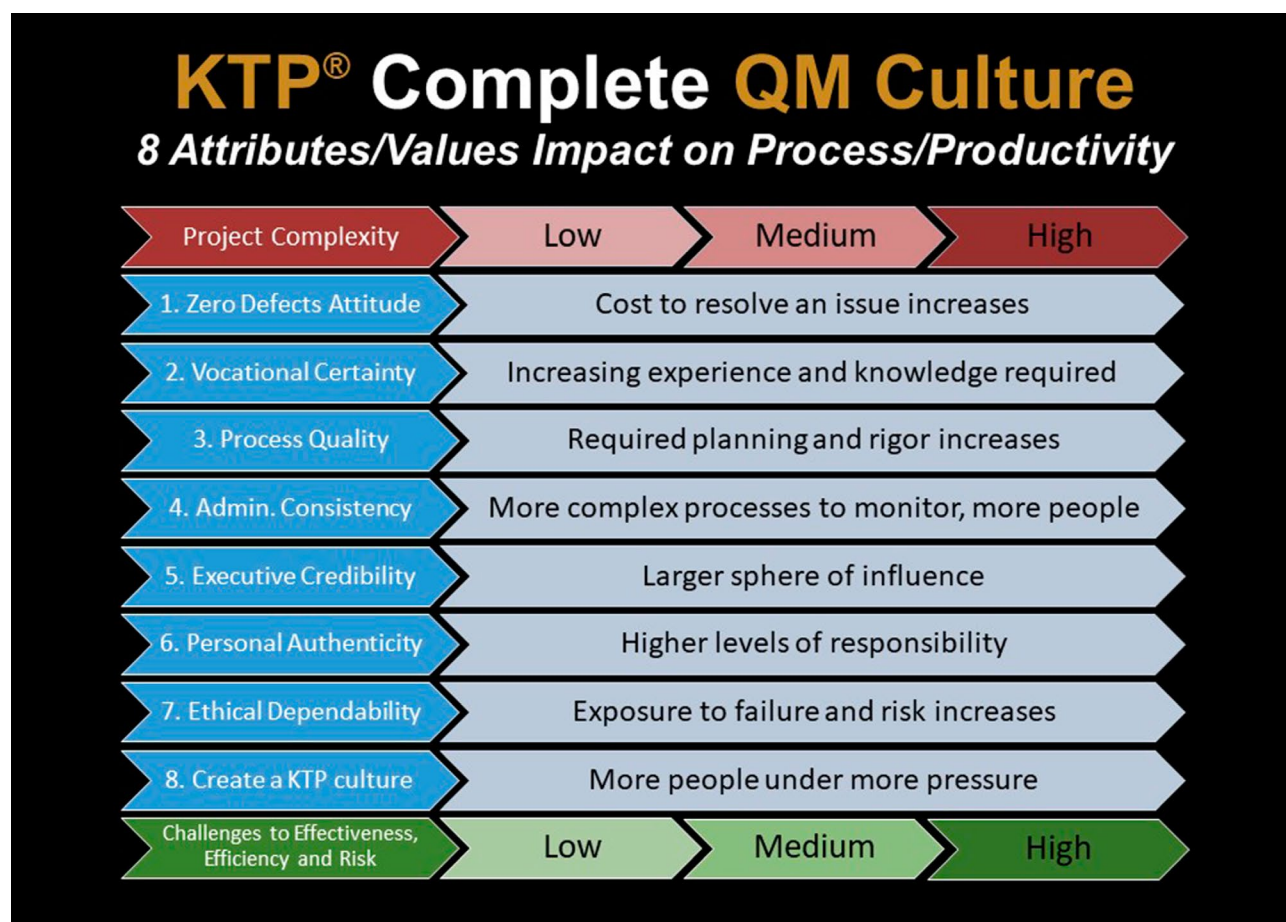 KTP® Complete QM Culture
8 Attributes/Values Impact on Process/Productivity
Project Complexity Low Medium High
1. Zero Defects Attitude Cost to resolve an issue increases
2. Vocational Certainty Increasing experience and knowledge required
3. Process Quality Required planning and rigor increases
4. Admin. Consistency More complex processes to monitor, more people
5. Executive Credibility Larger sphere of influence
6. Personal Authenticity Higher levels of responsibility
7. Ethical Dependability Exposure to failure and risk increases
8. Create a KTP culture More people under more pressure
Challenges to Effectiveness,
Efficiency and Risk Low Medium High